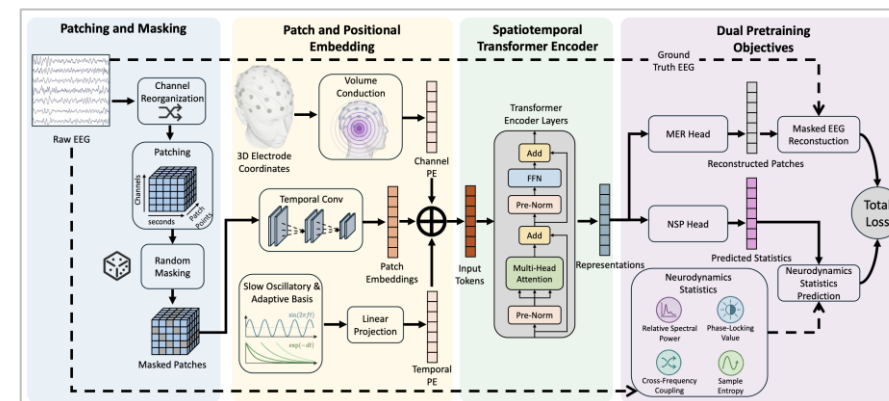 Patching and Masking
Raw EEG
Channel
Reorganization
Patching
Channels
seconds
Patch
Points
Random
Masking
Masked Patches
Patch and Positional
Embedding
3D Electrode
Coordinates
Volume
Conduction
Channel
PE
Temporal Conv
Patch
Embeddings
Slow Oscillatory &
Adaptive Basis
sin(2πft)
exp(−dt)
Linear
Projection
Temporal
PE
Spatiotemporal
Transformer Encoder
Input
Tokens
Transformer
Encoder Layers
Add
FFN
Pre-Norm
Add
Multi-Head
Attention
Pre-Norm
Representations
Dual Pretraining
Objectives
Ground
Truth EEG
MER Head
Reconstructed Patches
Masked EEG
Reconstuction
NSP Head
Predicted Statistics
Neurodynamics
Statistics
Prediction
Total
Loss
Neurodynamics
Statistics
Relative Spectral
Power
Phase-Locking
Value
Cross-Frequency
Coupling
Sample
Entropy